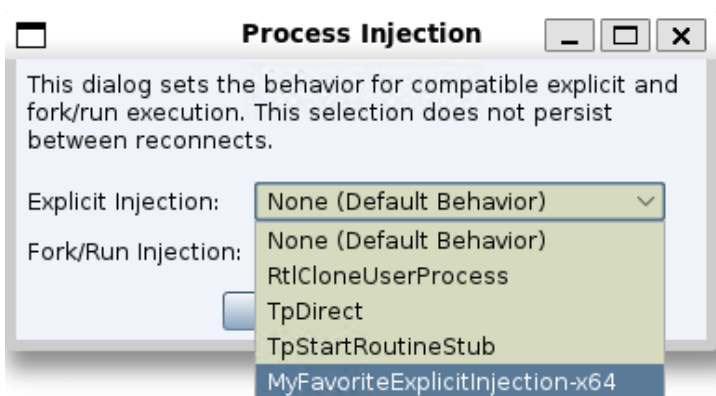 Process Injection
This dialog sets the behavior for compatible explicit and
fork/run execution. This selection does not persist
between reconnects.
Explicit Injection: None (Default Behavior)
Fork/Run Injection:
None (Default Behavior)
RtlCloneUserProcess
TpDirect
TpStartRoutineStub
MyFavoriteExplicitInjection-x64